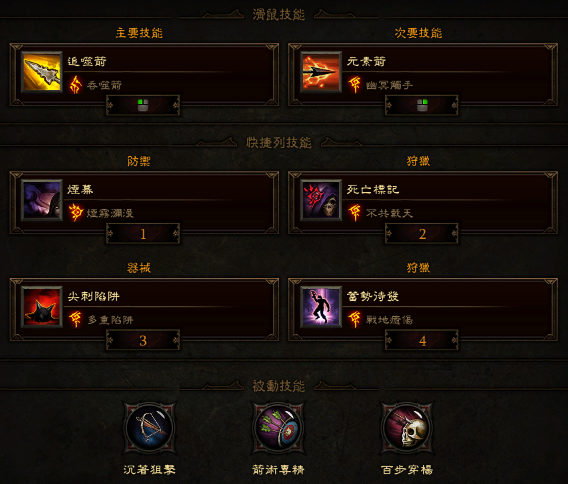 滑鼠技能
主要技能
次要技能
追噬箭
元素箭
吞噬箭
幽冥觸手
快捷列技能
防禦
狩獵
煙幕
死亡標記
煙霧瀰漫
不共戴天
1
2
器械
狩獵
尖刺陷阱
蓄勢待發
多重陷阱
戰地療傷
3
4
被動技能
沉著狙擊
箭術專精
百步穿楊